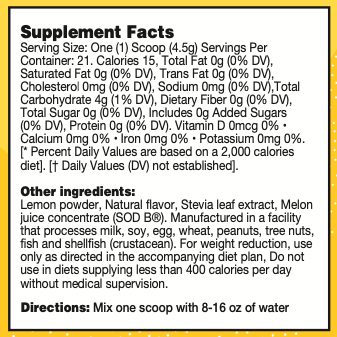 Supplement Facts
Serving Size: One (1) Scoop (4.5g) Servings Per
Container: 21. Calories 15, Total Fat 0g (0% DV),
Saturated Fat 0g (0% DV), Trans Fat 0g (0% DV),
Cholesterol 0mg (0% DV), Sodium 0mg (0% DV),Total
Carbohydrate 4g (1% DV), Dietary Fiber 0g (0% DV),
Total Sugar 0g (0% DV), Includes 0g Added Sugars
(0% DV), Protein 0g (0% DV). Vitamin D 0mcg 0% •
Calcium 0mg 0% • Iron 0mg 0% • Potassium 0mg 0%.
[* Percent Daily Values are based on a 2,000 calories
diet]. [† Daily Values (DV) not established].
Other ingredients:
Lemon powder, Natural flavor, Stevia leaf extract, Melon
juice concentrate (SOD B®). Manufactured in a facility
that processes milk, soy, egg, wheat, peanuts, tree nuts,
fish and shellfish (crustacean). For weight reduction, use
only as directed in the accompanying diet plan, Do not
use in diets supplying less than 400 calories per day
without medical supervision.
Directions: Mix one scoop with 8-16 oz of water